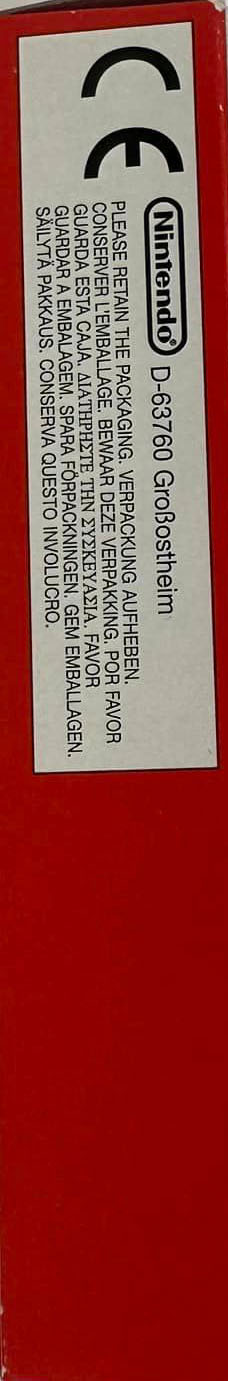 CE
Nintendo® D-63760 Großostheim
PLEASE RETAIN THE PACKAGING. VERPACKUNG AUFHEBEN.
CONSERVER L'EMBALLAGE. BEWAAR DEZE VERPAKKING. POR FAVOR
GUARDA ESTA CAJA. ΔΙΑΤΗΡΗΣΤΕ ΤΗΝ ΣΥΣΚΕΥΑΣΙΑ. FAVOR
GUARDAR A EMBALAGEM. SPARA FÖRPACKNINGEN. GEM EMBALLAGEN.
SÄILYTÄ PAKKAUS. CONSERVA QUESTO INVOLUCRO.